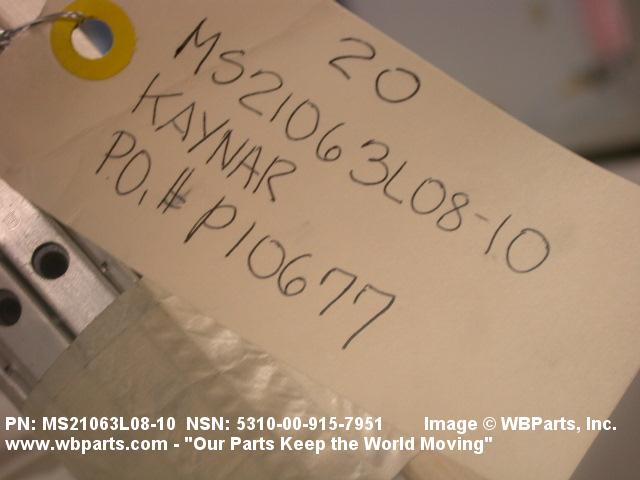 20
MS21063L08-10
KAYNAR
P.O.# P10677
PN: MS21063L08-10 NSN: 5310-00-915-7951 Image © WBParts, Inc.
www.wbparts.com - "Our Parts Keep the World Moving"